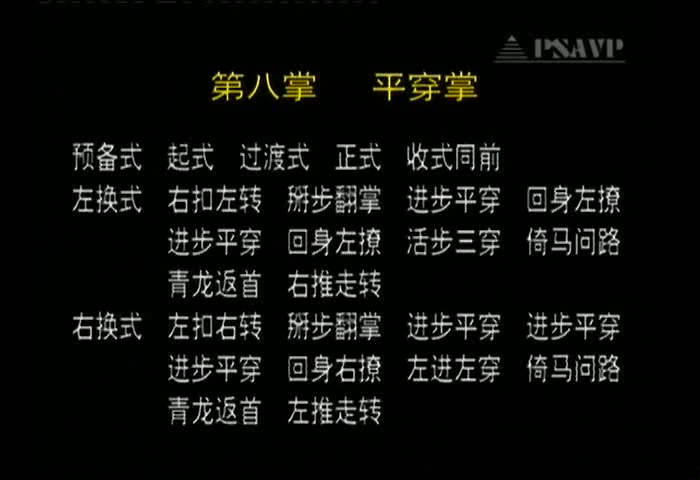 PSAVP
第八掌 平穿掌
预备式 起式 过渡式 正式 收式同前
左换式 右扣左转 掰步翻掌 进步平穿 回身左撩
进步平穿 回身左撩 活步三穿 倚马问路
青龙返首 右推走转
右换式 左扣右转 掰步翻掌 进步平穿 进步平穿
进步平穿 回身右撩 左进左穿 倚马问路
青龙返首 左推走转